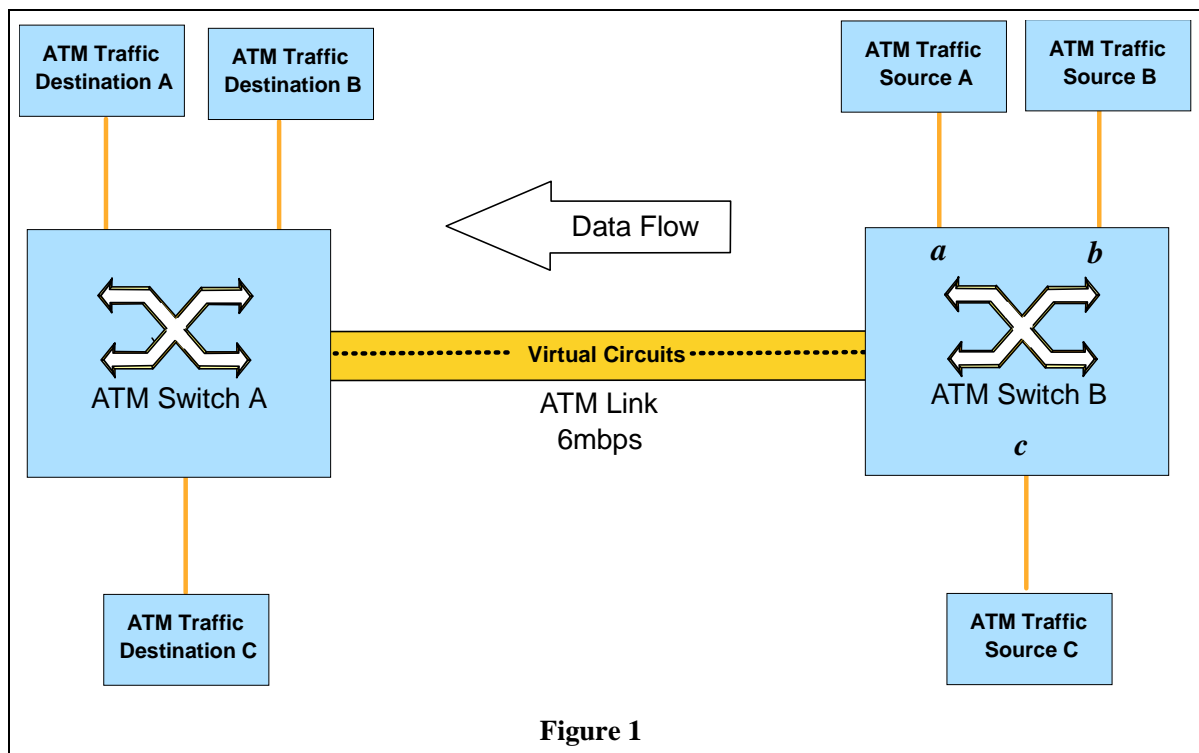 ATM Traffic
Destination A
ATM Traffic
Destination B
ATM Traffic
Source A
ATM Traffic
Source B
Data Flow
a
b
Virtual Circuits
ATM Switch A
ATM Link
6mbps
ATM Switch B
c
ATM Traffic
Destination C
ATM Traffic
Source C
Figure 1